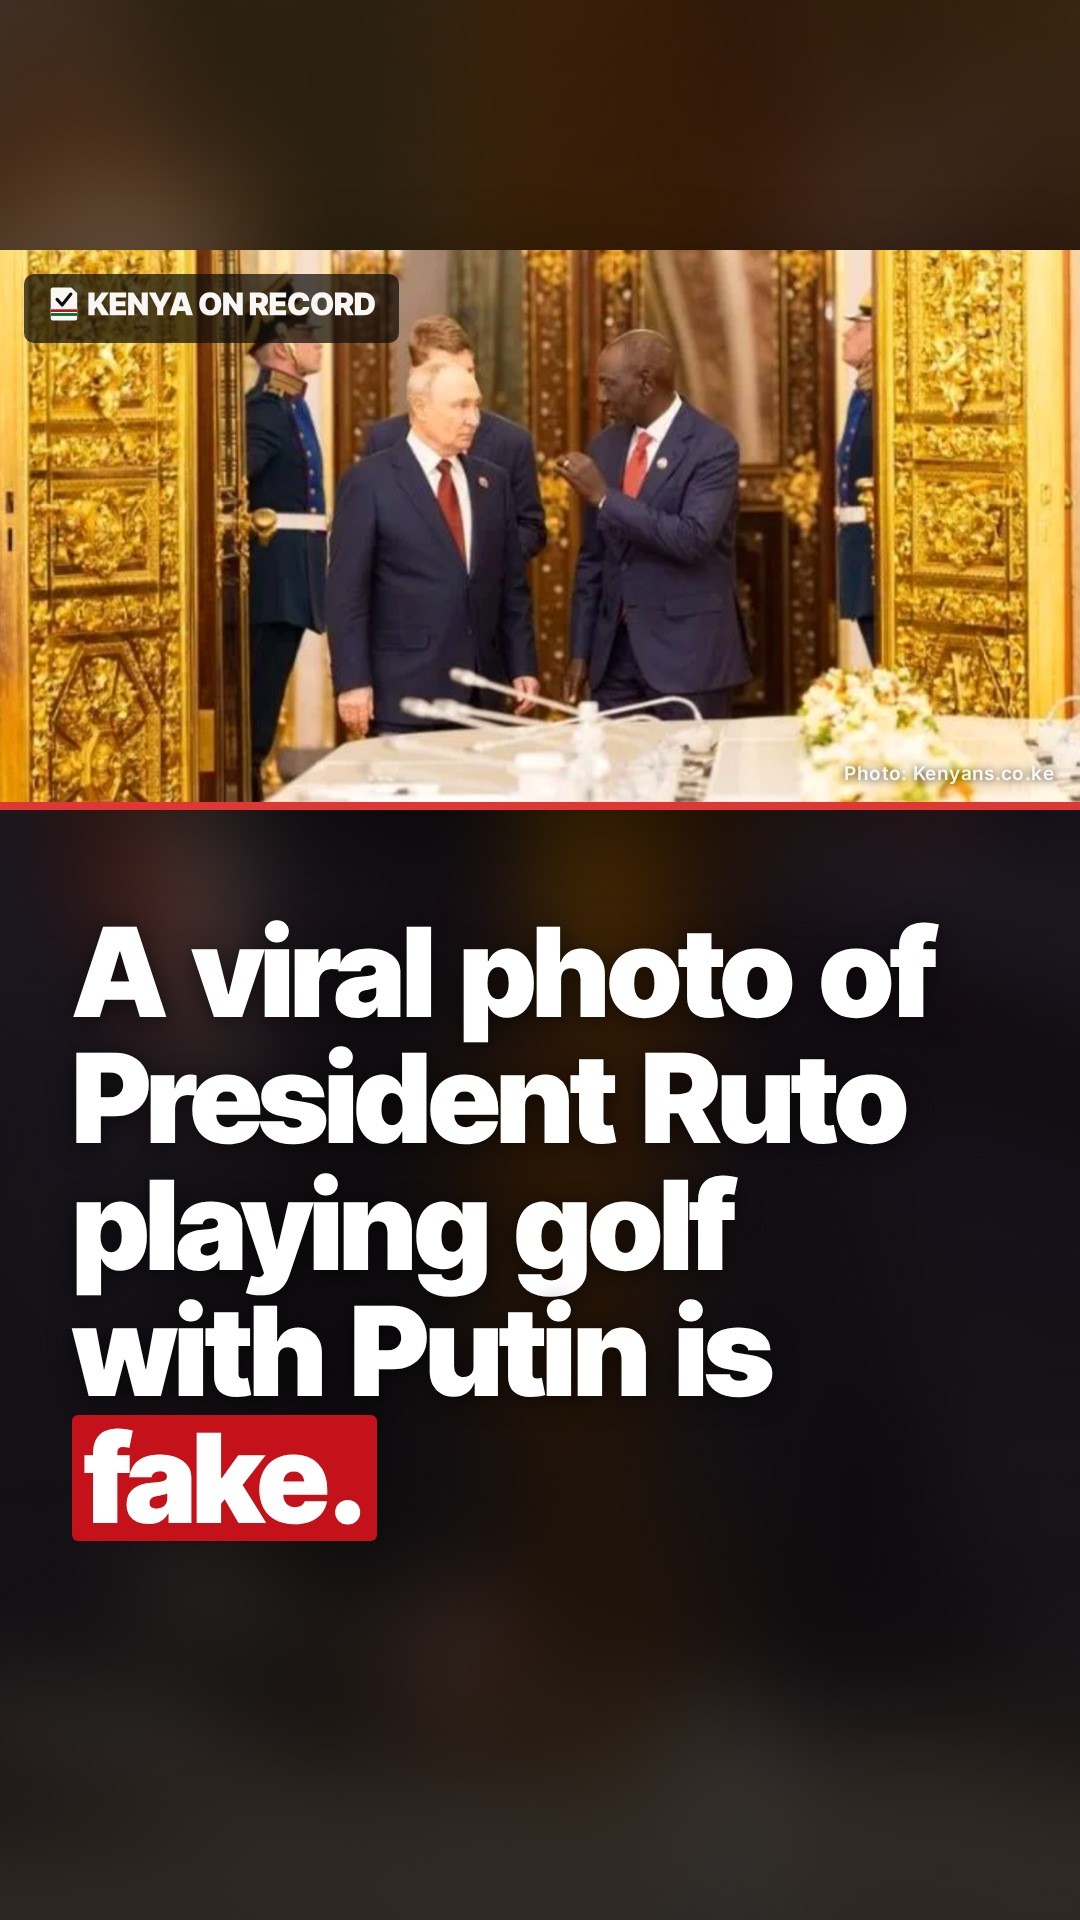 KENYA ON RECORD
Photo: Kenyans.co.ke
A viral photo of
President Ruto
playing golf
with Putin is
fake.